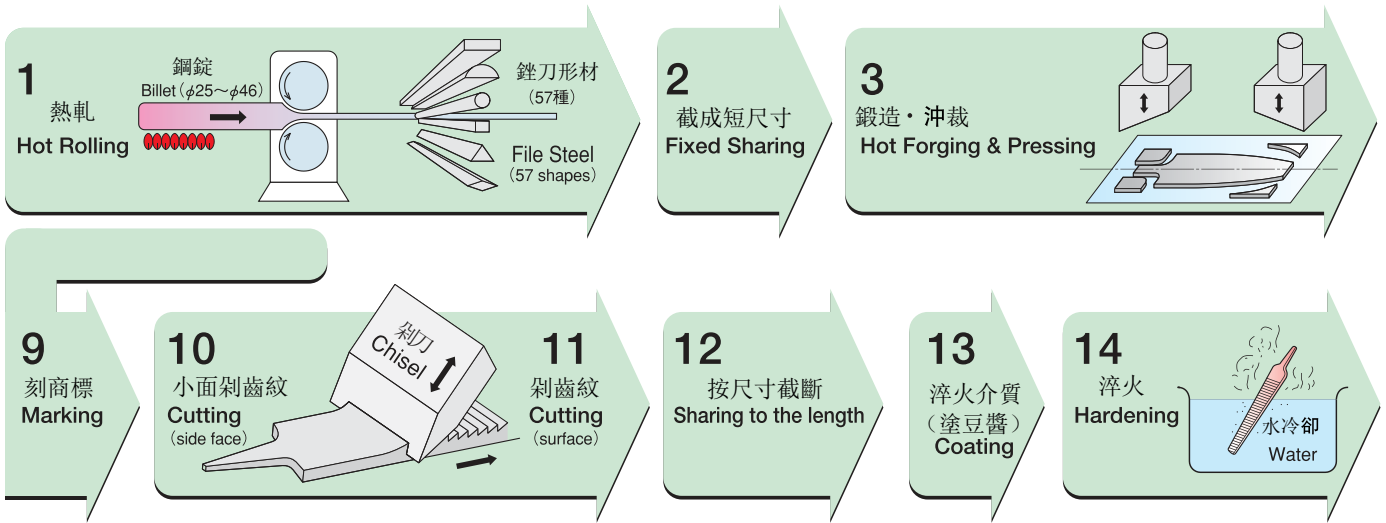 1
熱軋
Hot Rolling
鋼錠
Billet（φ25～φ46）
銼刀形材
（57種）
File Steel
（57 shapes）
2
截成短尺寸
Fixed Sharing
3
鍛造・沖裁
Hot Forging & Pressing
9
刻商標
Marking
10
小面剁齒紋
Cutting
（side face）
剁刀
Chisel
11
剁齒紋
Cutting
（surface）
12
按尺寸截斷
Sharing to the length
13
淬火介質
（塗豆醬）
Coating
14
淬火
Hardening
水冷卻
Water